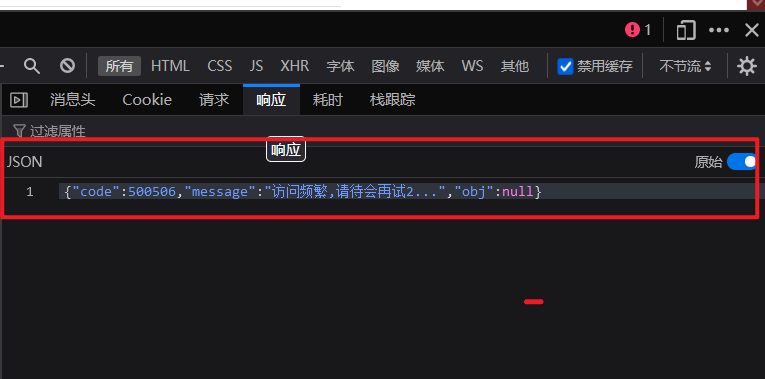 1
所有 HTML CSS JS XHR 字体 图像 媒体 WS 其他 禁用缓存 不节流
消息头 Cookie 请求 响应 耗时 栈跟踪
过滤属性
响应
JSON 原始
1 {"code":500506,"message":"访问频繁,请待会再试2...","obj":null}